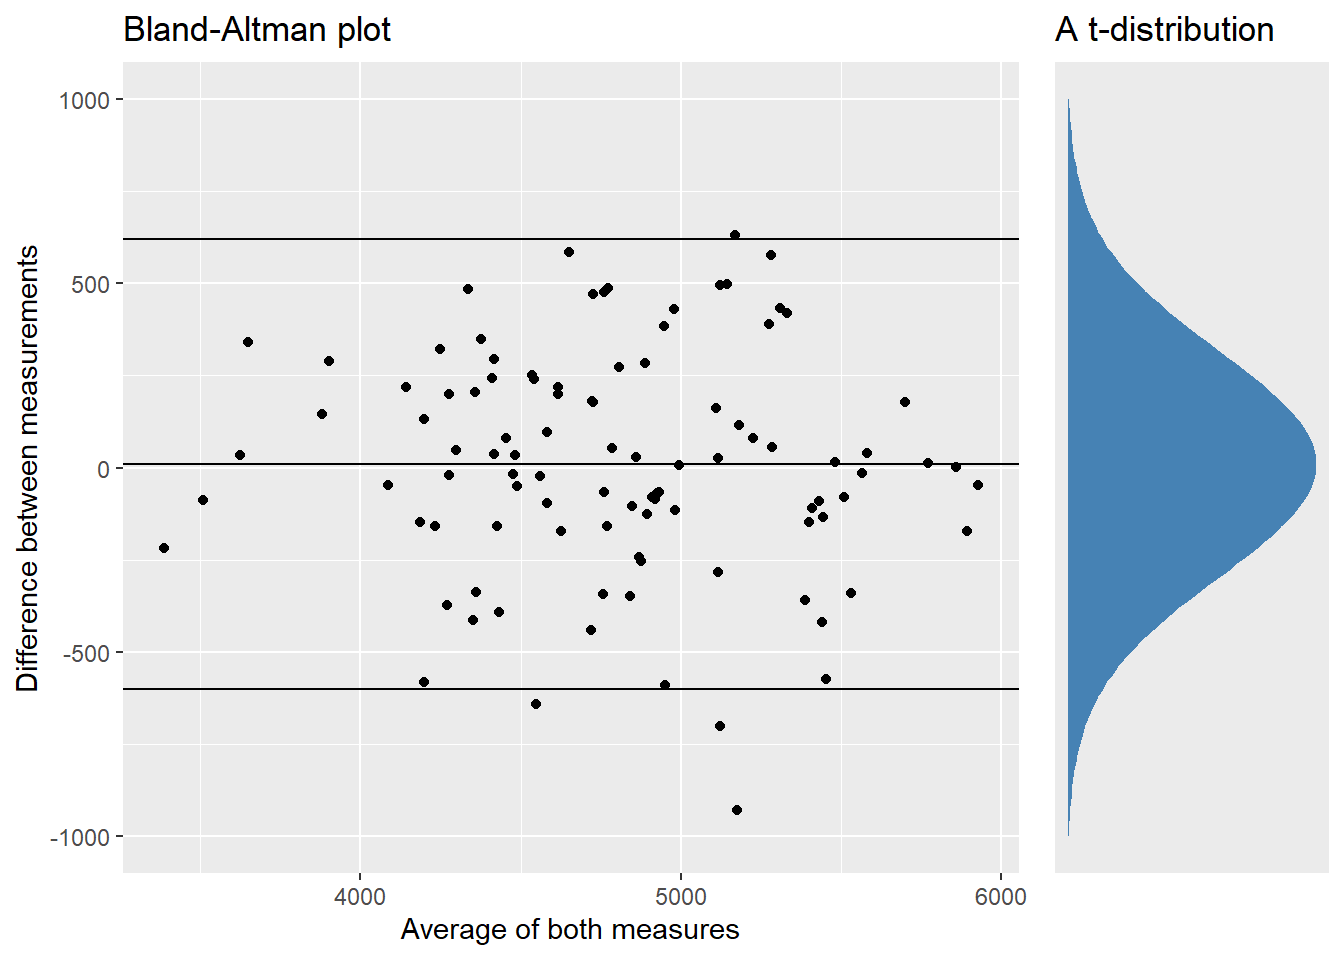 Bland-Altman plot
A t-distribution
1000
500
0
-500
-1000
Difference between measurements
4000
5000
6000
Average of both measures